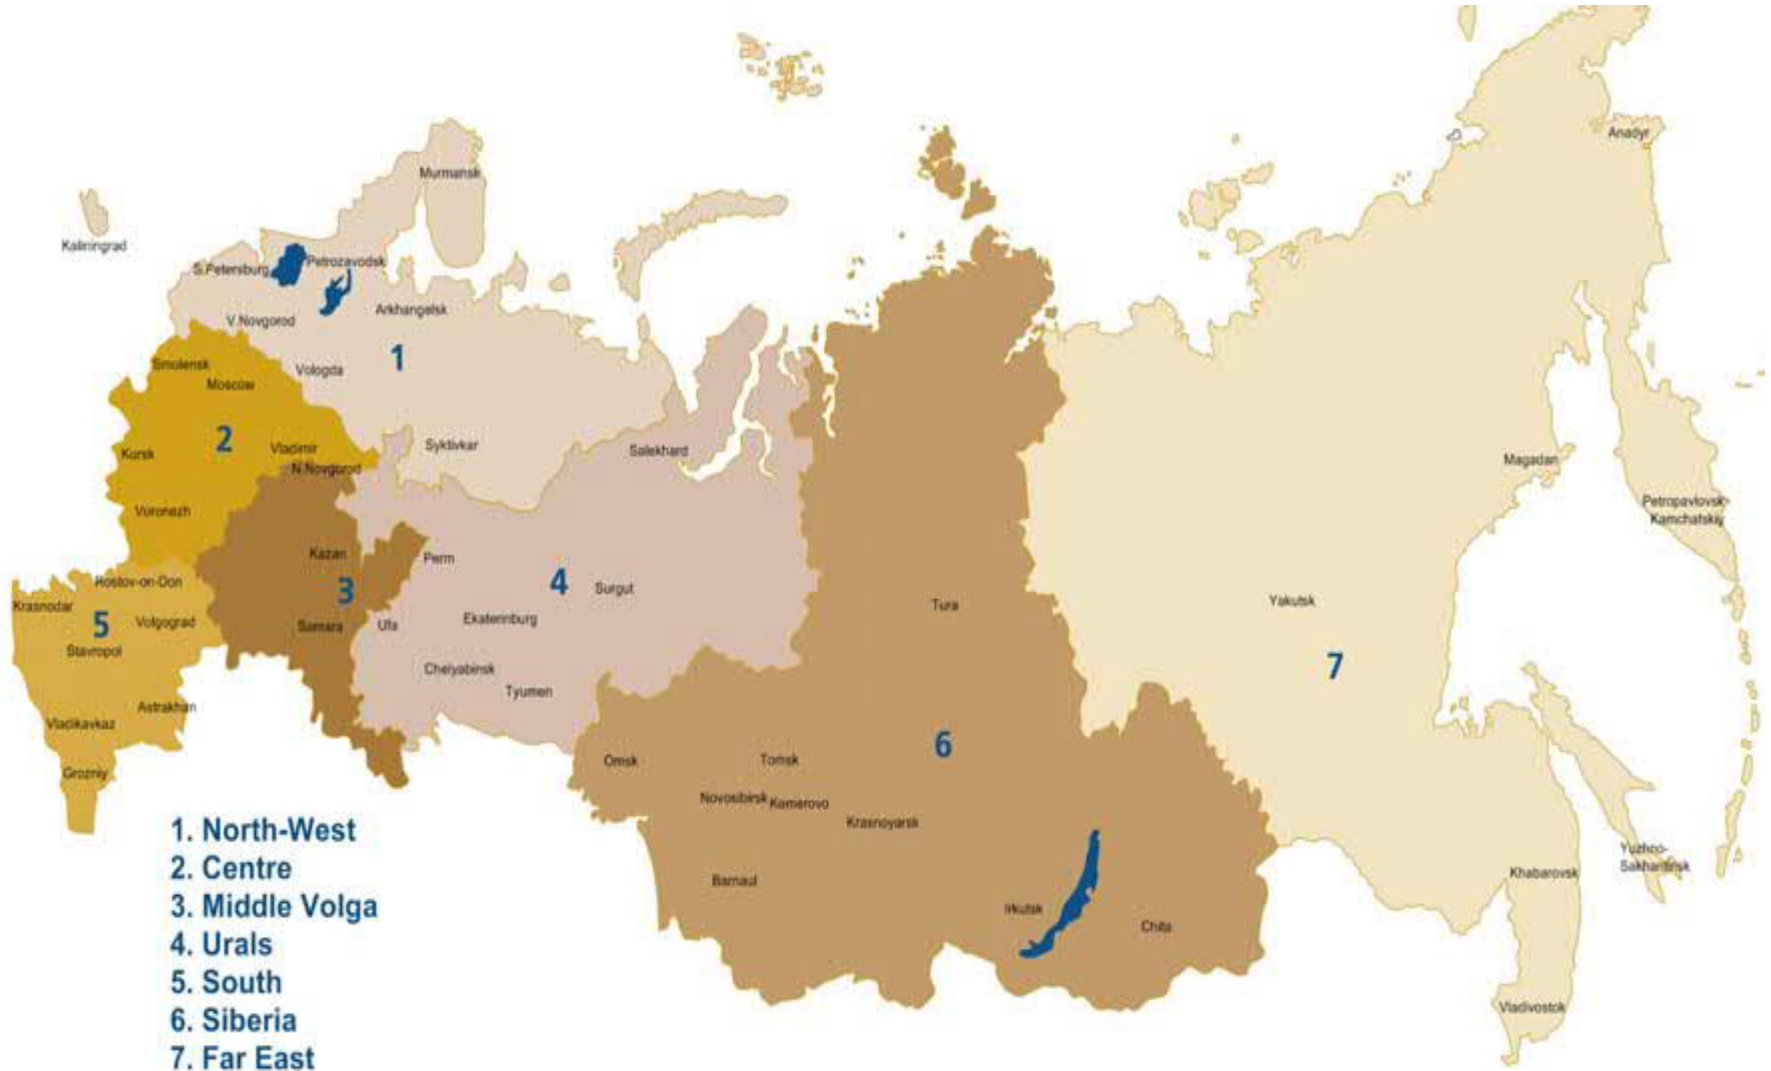 Anadyr
Murmansk
Kaliningrad
S.Petersburg
Petrozavodsk
Arkhangelsk
V.Novgorod
1
Vologda
Smolensk
Moscow
2
Syktivkar
Vladimir
Kursk
N.Novgorod
Salekhard
Magadan
Voronezh
Petropavlovsk-
Kamchatskiy
Kazan
Perm
Rostov-on-Don
3
4
Surgut
Krasnodar
5
Volgograd
Samara
Ufa
Ekaterinburg
Tura
Yakutsk
Stavropol
Chelyabinsk
7
Tyumen
Astrakhan
Vladikavkaz
6
Grozniy
Omsk
Tomsk
Novosibirsk
Kemerovo
Krasnoyarsk
Barnaul
Irkutsk
Chita
Khabarovsk
Yuzhno-
Sakhalinsk
Vladivostok
1. North-West
2. Centre
3. Middle Volga
4. Urals
5. South
6. Siberia
7. Far East